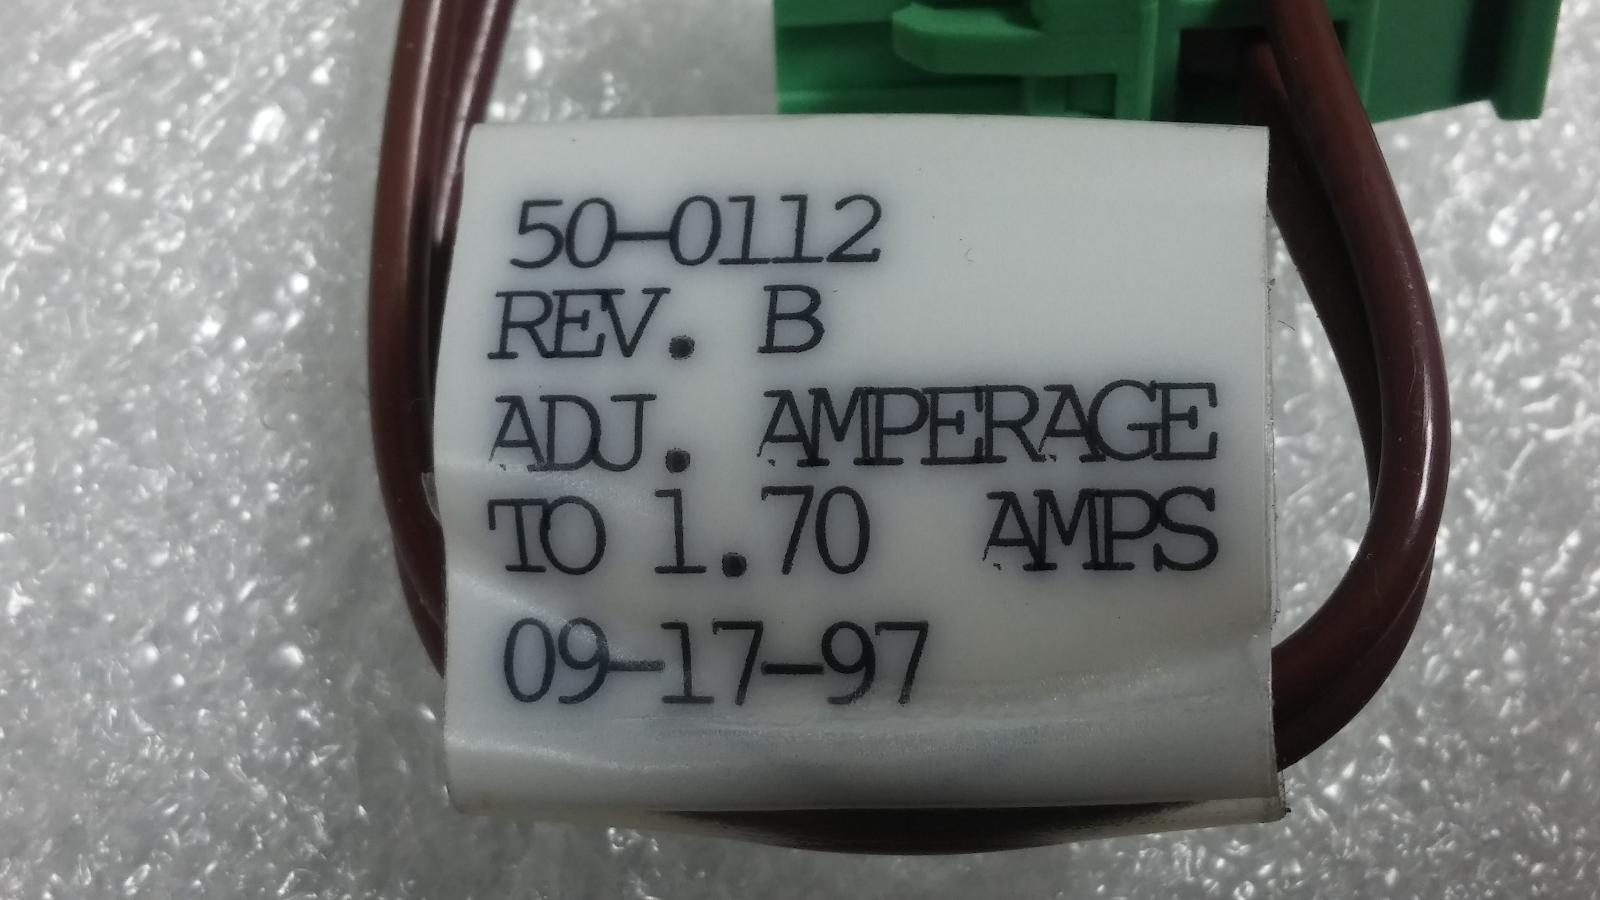 50-0112
REV. B
ADJ. AMPERAGE
TO 1.70 AMPS
09-17-97